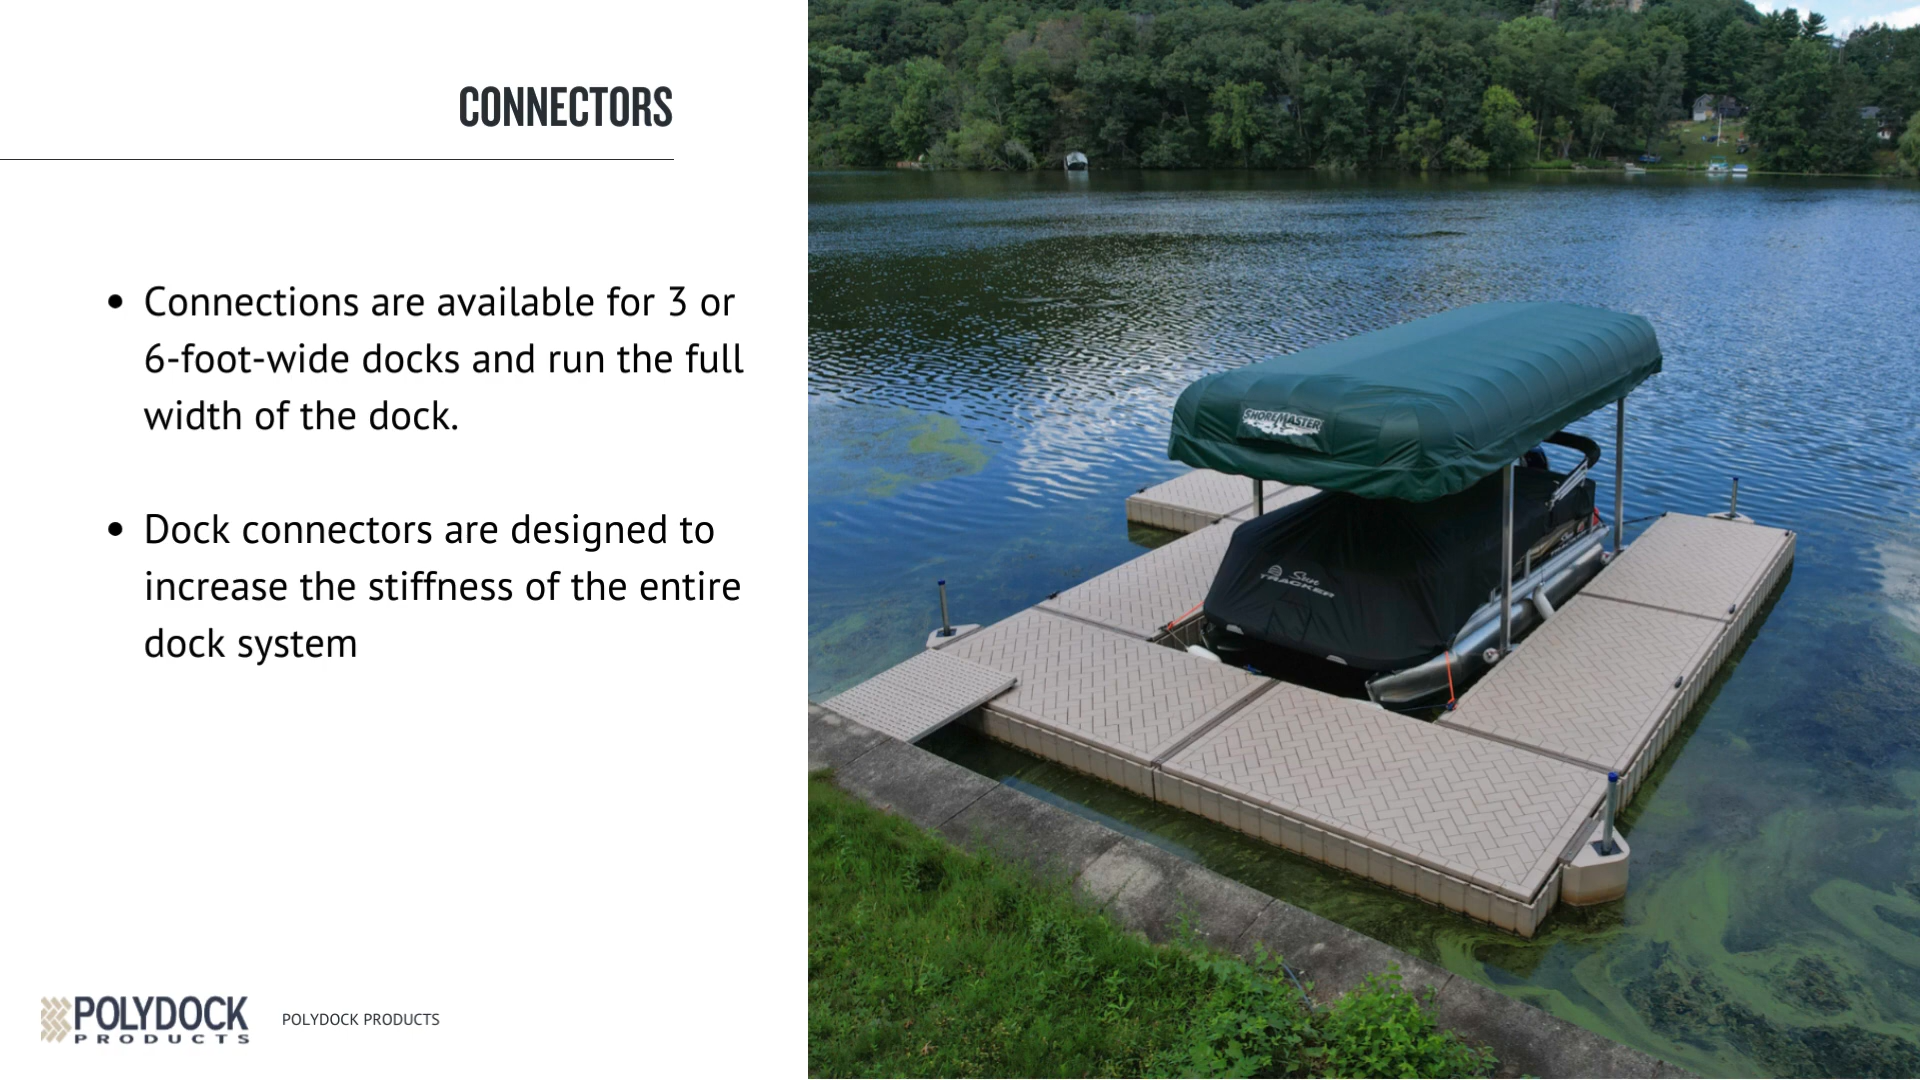 CONNECTORS
• Connections are available for 3 or
6-foot-wide docks and run the full
width of the dock.
• Dock connectors are designed to
increase the stiffness of the entire
dock system
SHOREMASTER
Sun
TRACKER
POLYDOCK
PRODUCTS
POLYDOCK PRODUCTS